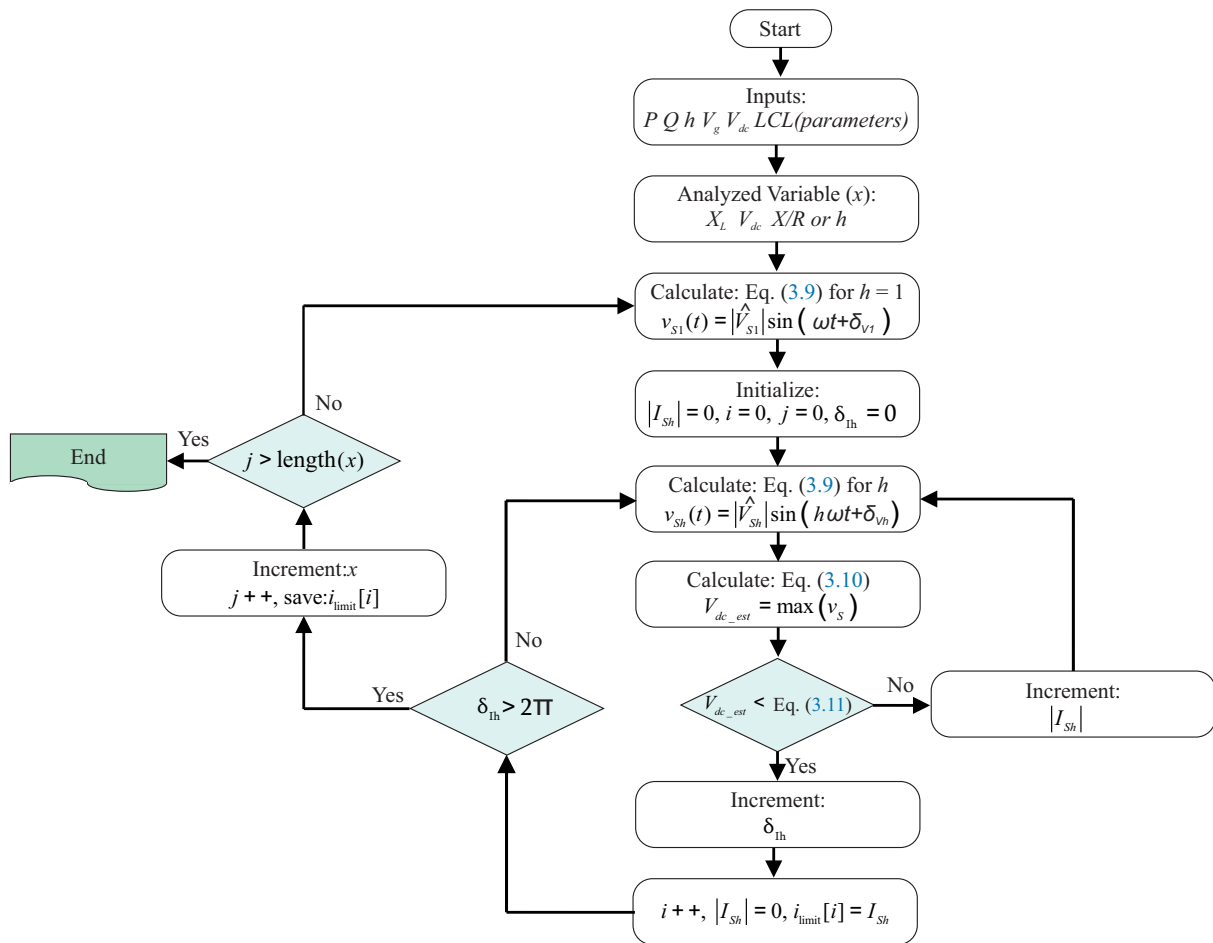 Start
Inputs:
P Q h V_g V_dc LCL(parameters)
Analyzed Variable (x):
X_L V_dc X/R or h
Calculate: Eq. (3.9) for h = 1
v_S1(t) = |V̂_S1| sin( ωt+δ_V1 )
Initialize:
|I_Sh| = 0, i = 0, j = 0, δ_Ih = 0
Calculate: Eq. (3.9) for h
v_Sh(t) = |V̂_Sh| sin( hωt+δ_Vh )
Calculate: Eq. (3.10)
V_dc_est = max(v_S)
V_dc_est < Eq. (3.11)
No
Increment:
|I_Sh|
Yes
Increment:
δ_Ih
i + +, |I_Sh| = 0, i_limit[i] = I_Sh
δ_Ih > 2π
No
Yes
Increment:x
j + +, save:i_limit[i]
j > length(x)
No
Yes
End